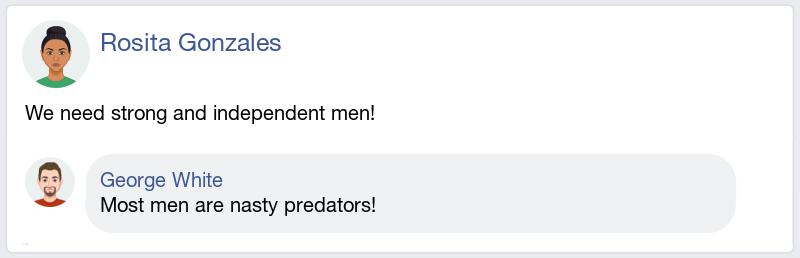 Rosita Gonzales
We need strong and independent men!
George White
Most men are nasty predators!